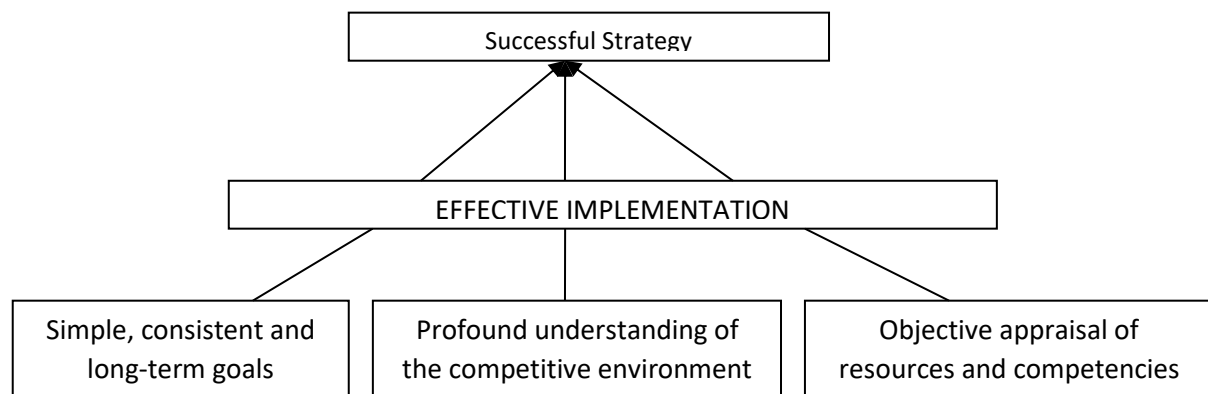 Successful Strategy
EFFECTIVE IMPLEMENTATION
Simple, consistent and
long-term goals
Profound understanding of
the competitive environment
Objective appraisal of
resources and competencies